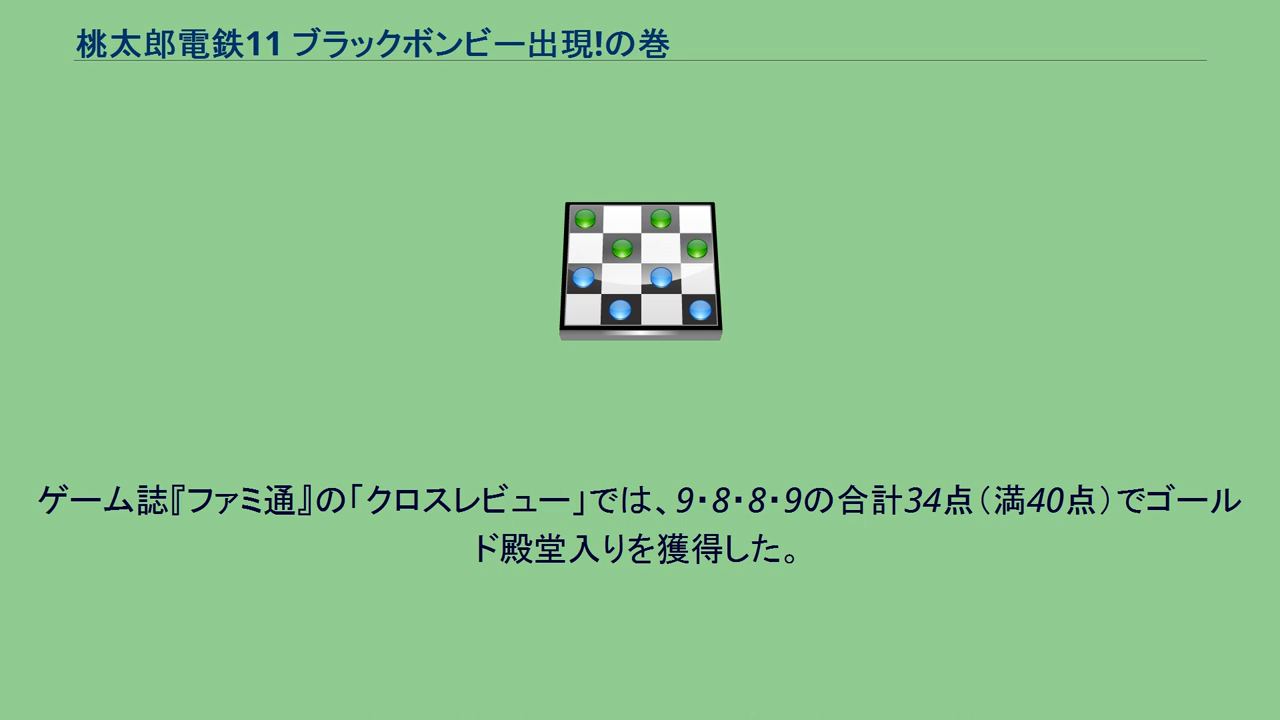 桃太郎電鉄11 ブラックボンビー出現!の巻
ゲーム誌『ファミ通』の「クロスレビュー」では、9・8・8・9の合計34点（満40点）でゴール
ド殿堂入りを獲得した。